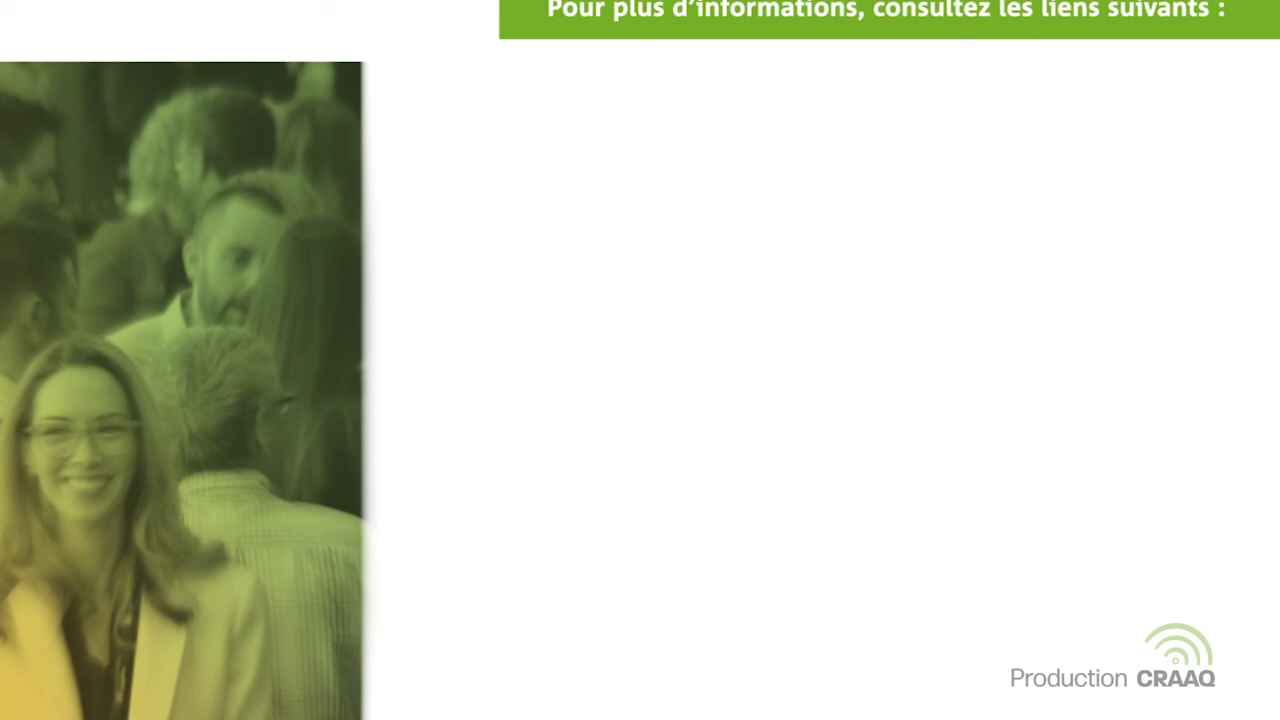 Pour plus d'informations, consultez les liens suivants :
Production CRAAQ